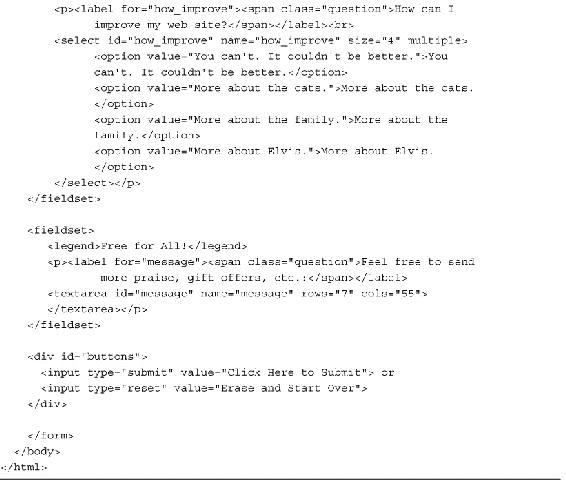 <p><label for="how_improve"><span class="question">How can I
improve my web site?</span></label><br>
<select id="how_improve" name="how_improve" size="4" multiple>
<option value="You can't. It couldn't be better.">You
can't. It couldn't be better.</option>
<option value="More about the cats.">More about the cats.
</option>
<option value="More about the family.">More about the
family.</option>
<option value="More about Elvis.">More about Elvis.
</option>
</select></p>
</fieldset>
<fieldset>
<legend>Free for All!</legend>
<p><label for="message"><span class="question">Feel free to send
more praise, gift offers, etc.:</span></label>
<textarea id="message" name="message" rows="7" cols="55">
</textarea></p>
</fieldset>
<div id="buttons">
<input type="submit" value="Click Here to Submit"> or
<input type="reset" value="Erase and Start Over">
</div>
</form>
</body>
</html>